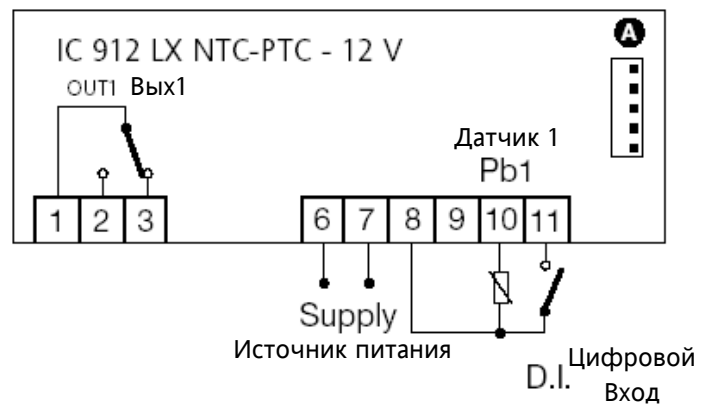 IC 912 LX NTC-PTC - 12 V
A
OUT1 Вых1
Датчик 1
Pb1
1 2 3 6 7 8 9 10 11
Supply
Источник питания
D.I. Цифровой
Вход